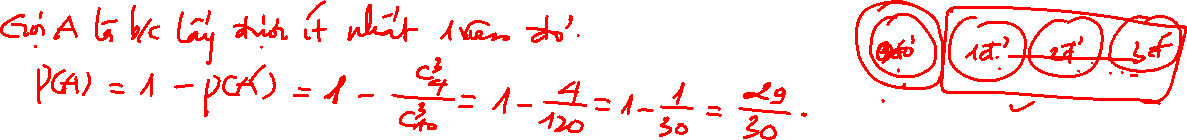 Gọi A là b/c lấy được ít nhất 1 viên đỏ.
P(A) = 1 - P(A̅) = 1 - C³₄/C³₁₀ = 1 - 4/120 = 1 - 1/30 = 29/30.
0đỏ 1đ' 2đ' 3đ